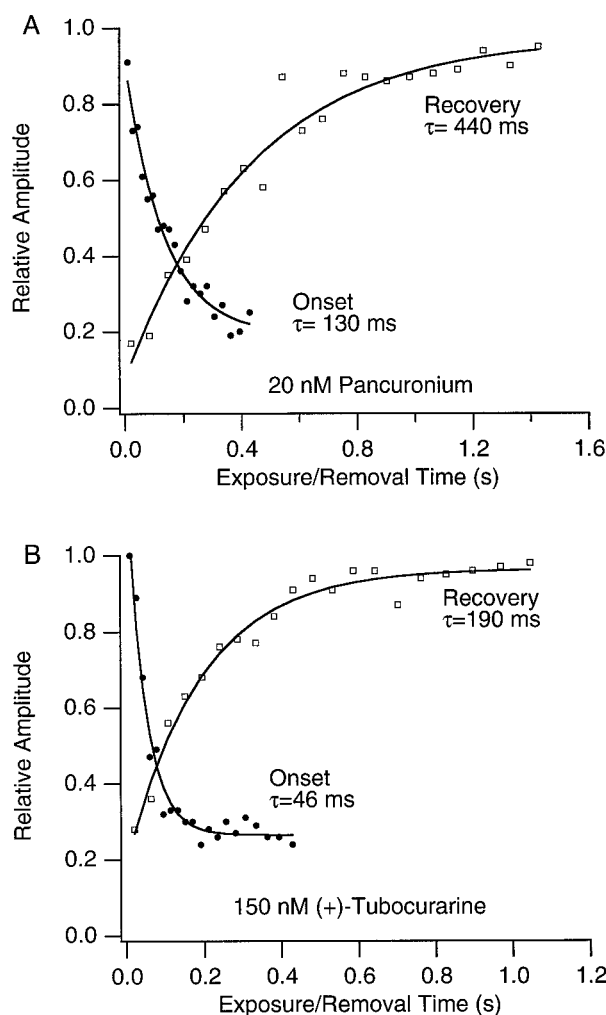 A
1.0
0.8
0.6
0.4
0.2
0.0
Relative Amplitude
Recovery
τ= 440 ms
Onset
τ= 130 ms
20 nM Pancuronium
0.0 0.4 0.8 1.2 1.6
Exposure/Removal Time (s)
B
1.0
0.8
0.6
0.4
0.2
0.0
Relative Amplitude
Recovery
τ=190 ms
Onset
τ=46 ms
150 nM (+)-Tubocurarine
0.0 0.2 0.4 0.6 0.8 1.0 1.2
Exposure/Removal Time (s)